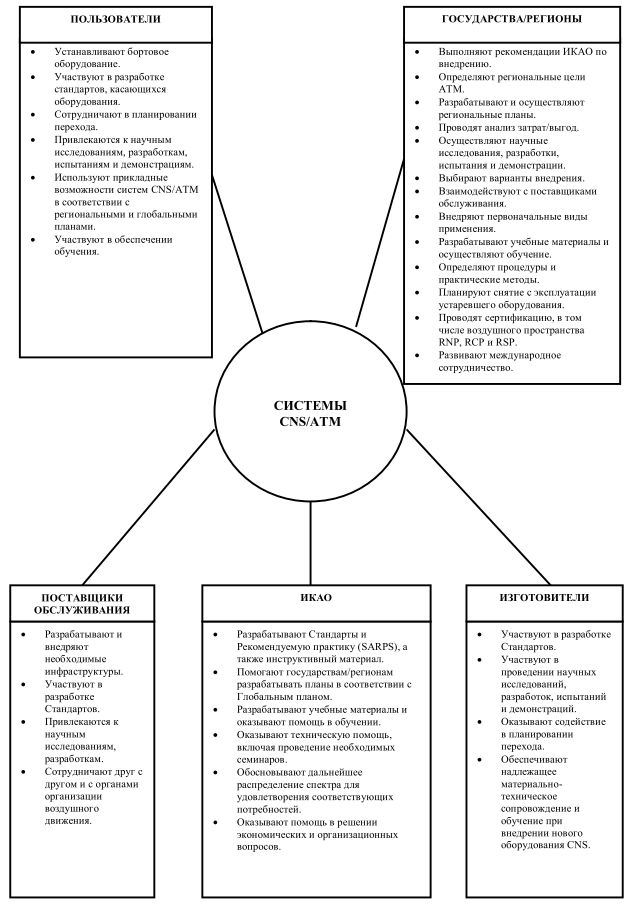 ПОЛЬЗОВАТЕЛИ
• Устанавливают бортовое
оборудование.
• Участвуют в разработке
стандартов, касающихся
оборудования.
• Сотрудничают в планировании
перехода.
• Привлекаются к научным
исследованиям, разработкам,
испытаниям и демонстрациям.
• Используют прикладные
возможности систем CNS/ATM
в соответствии с
региональными и глобальными
планами.
• Участвуют в обеспечении
обучения.
ГОСУДАРСТВА/РЕГИОНЫ
• Выполняют рекомендации ИКАО по
внедрению.
• Определяют региональные цели
ATM.
• Разрабатывают и осуществляют
региональные планы.
• Проводят анализ затрат/выгод.
• Осуществляют научные
исследования, разработки,
испытания и демонстрации.
• Выбирают варианты внедрения.
• Взаимодействуют с поставщиками
обслуживания.
• Внедряют первоначальные виды
применения.
• Разрабатывают учебные материалы и
осуществляют обучение.
• Определяют процедуры и
практические методы.
• Планируют снятие с эксплуатации
устаревшего оборудования.
• Проводят сертификацию, в том
числе воздушного пространства
RNP, RCP и RSP.
• Развивают международное
сотрудничество.
СИСТЕМЫ
CNS/ATM
ПОСТАВЩИКИ
ОБСЛУЖИВАНИЯ
• Разрабатывают и
внедряют
необходимые
инфраструктуры.
• Участвуют в
разработке
Стандартов.
• Привлекаются к
научным
исследованиям,
разработкам.
• Сотрудничают друг с
другом и с органами
организации
воздушного
движения.
ИКАО
• Разрабатывают Стандарты и
Рекомендуемую практику (SARPS), а
также инструктивный материал.
• Помогают государствам/регионам
разрабатывать планы в соответствии с
Глобальным планом.
• Разрабатывают учебные материалы и
оказывают помощь в обучении.
• Оказывают техническую помощь,
включая проведение необходимых
семинаров.
• Обосновывают дальнейшее
распределение спектра для
удовлетворения соответствующих
потребностей.
• Оказывают помощь в решении
экономических и организационных
вопросов.
ИЗГОТОВИТЕЛИ
• Участвуют в разработке
Стандартов.
• Участвуют в
проведении научных
исследований,
разработок, испытаний
и демонстраций.
• Оказывают содействие
в планировании
перехода.
• Обеспечивают
надлежащее
материально-
техническое
сопровождение и
обучение при
внедрении нового
оборудования CNS.